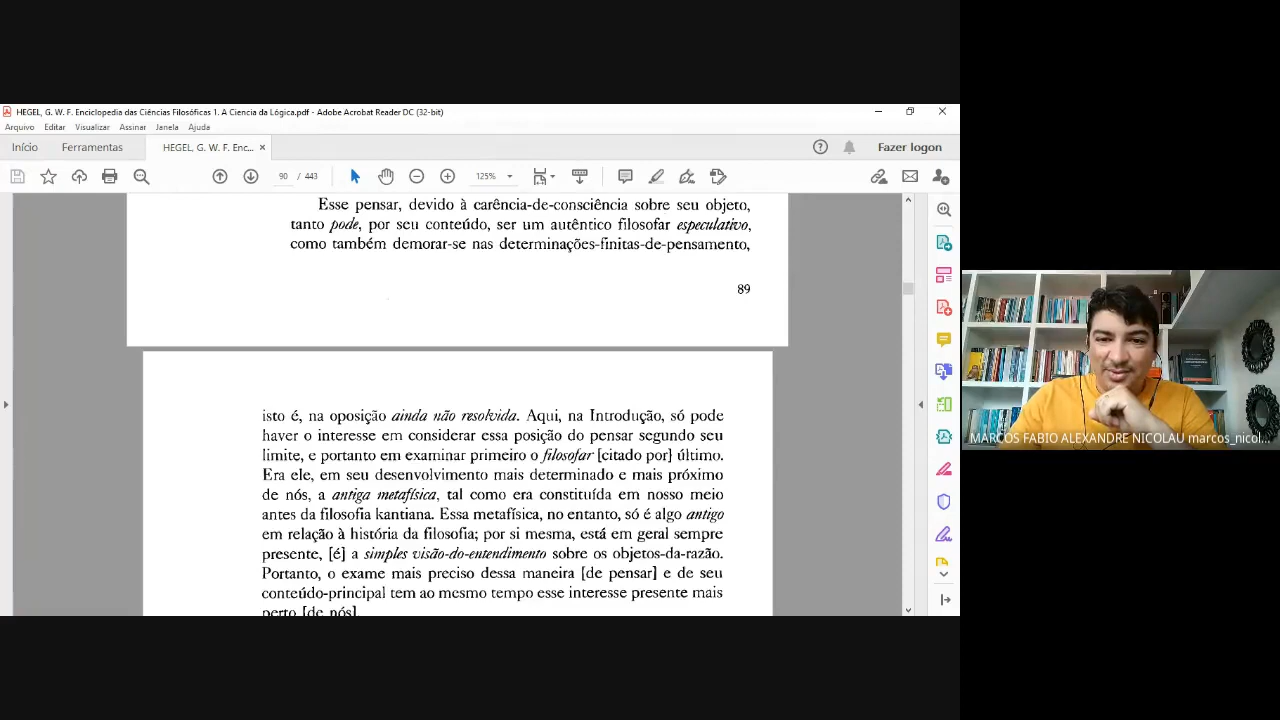 HEGEL, G. W. F. Enciclopedia das Ciências Filosóficas 1. A Ciencia da Lógica.pdf - Adobe Acrobat Reader DC (32-bit)
Arquivo Editar Visualizar Assinar Janela Ajuda
Início Ferramentas HEGEL, G. W. F. Enc... Fazer logon
90 / 443 125%
Esse pensar, devido à carência-de-consciência sobre seu objeto,
tanto pode, por seu conteúdo, ser um autêntico filosofar especulativo,
como também demorar-se nas determinações-finitas-de-pensamento,
89
isto é, na oposição ainda não resolvida. Aqui, na Introdução, só pode
haver o interesse em considerar essa posição do pensar segundo seu
limite, e portanto em examinar primeiro o filosofar [citado por] último.
Era ele, em seu desenvolvimento mais determinado e mais próximo
de nós, a antiga metafísica, tal como era constituída em nosso meio
antes da filosofia kantiana. Essa metafísica, no entanto, só é algo antigo
em relação à história da filosofia; por si mesma, está em geral sempre
presente, [é] a simples visão-do-entendimento sobre os objetos-da-razão.
Portanto, o exame mais preciso dessa maneira [de pensar] e de seu
conteúdo-principal tem ao mesmo tempo esse interesse presente mais
perto [de nós].
MARCOS FABIO ALEXANDRE NICOLAU marcos_nicol...